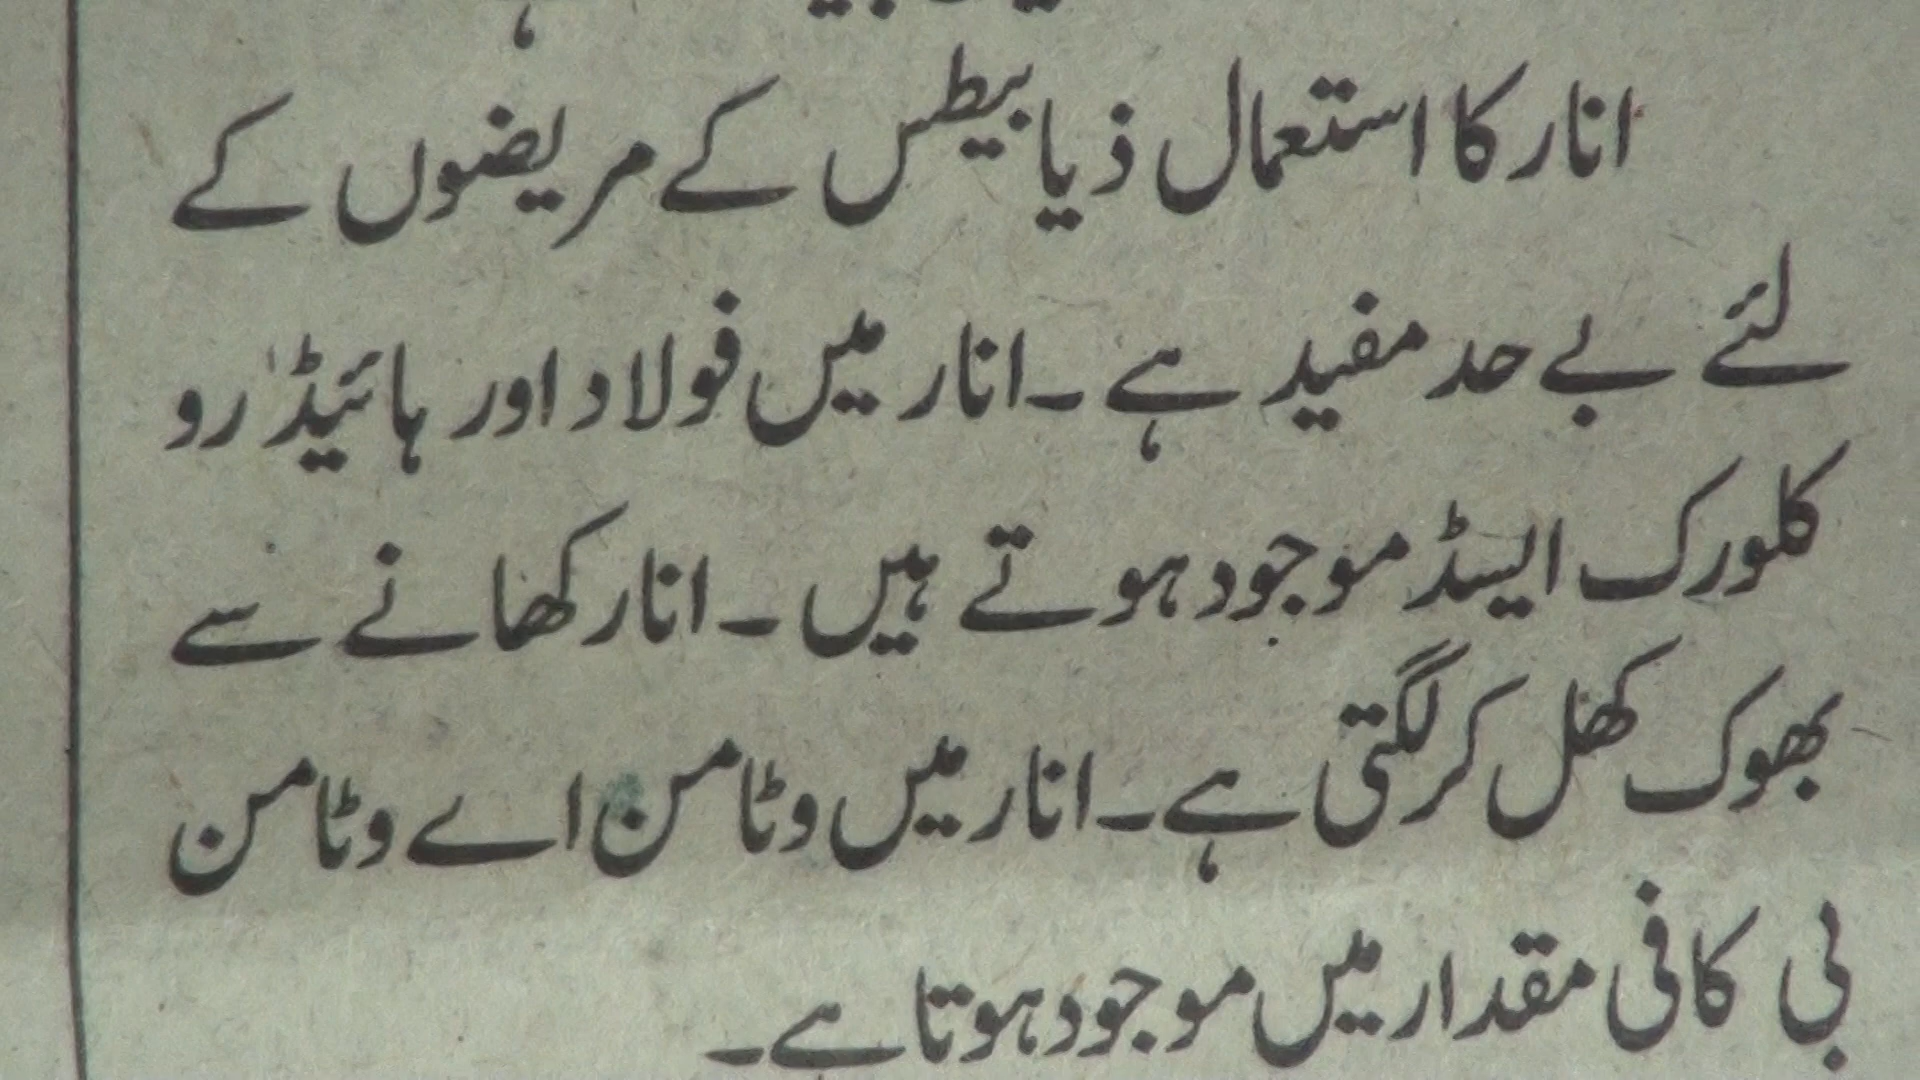 انار کا استعمال ذیابیطس کے مریضوں کے
لئے بے حد مفید ہے۔ انار میں فولاد اور ہائیڈرو
کلورک ایسڈ موجود ہوتے ہیں۔ انار کھانے سے
بھوک کھل کر لگتی ہے۔ انار میں وٹامن اے وٹامن
بی کافی مقدار میں موجود ہوتا ہے۔